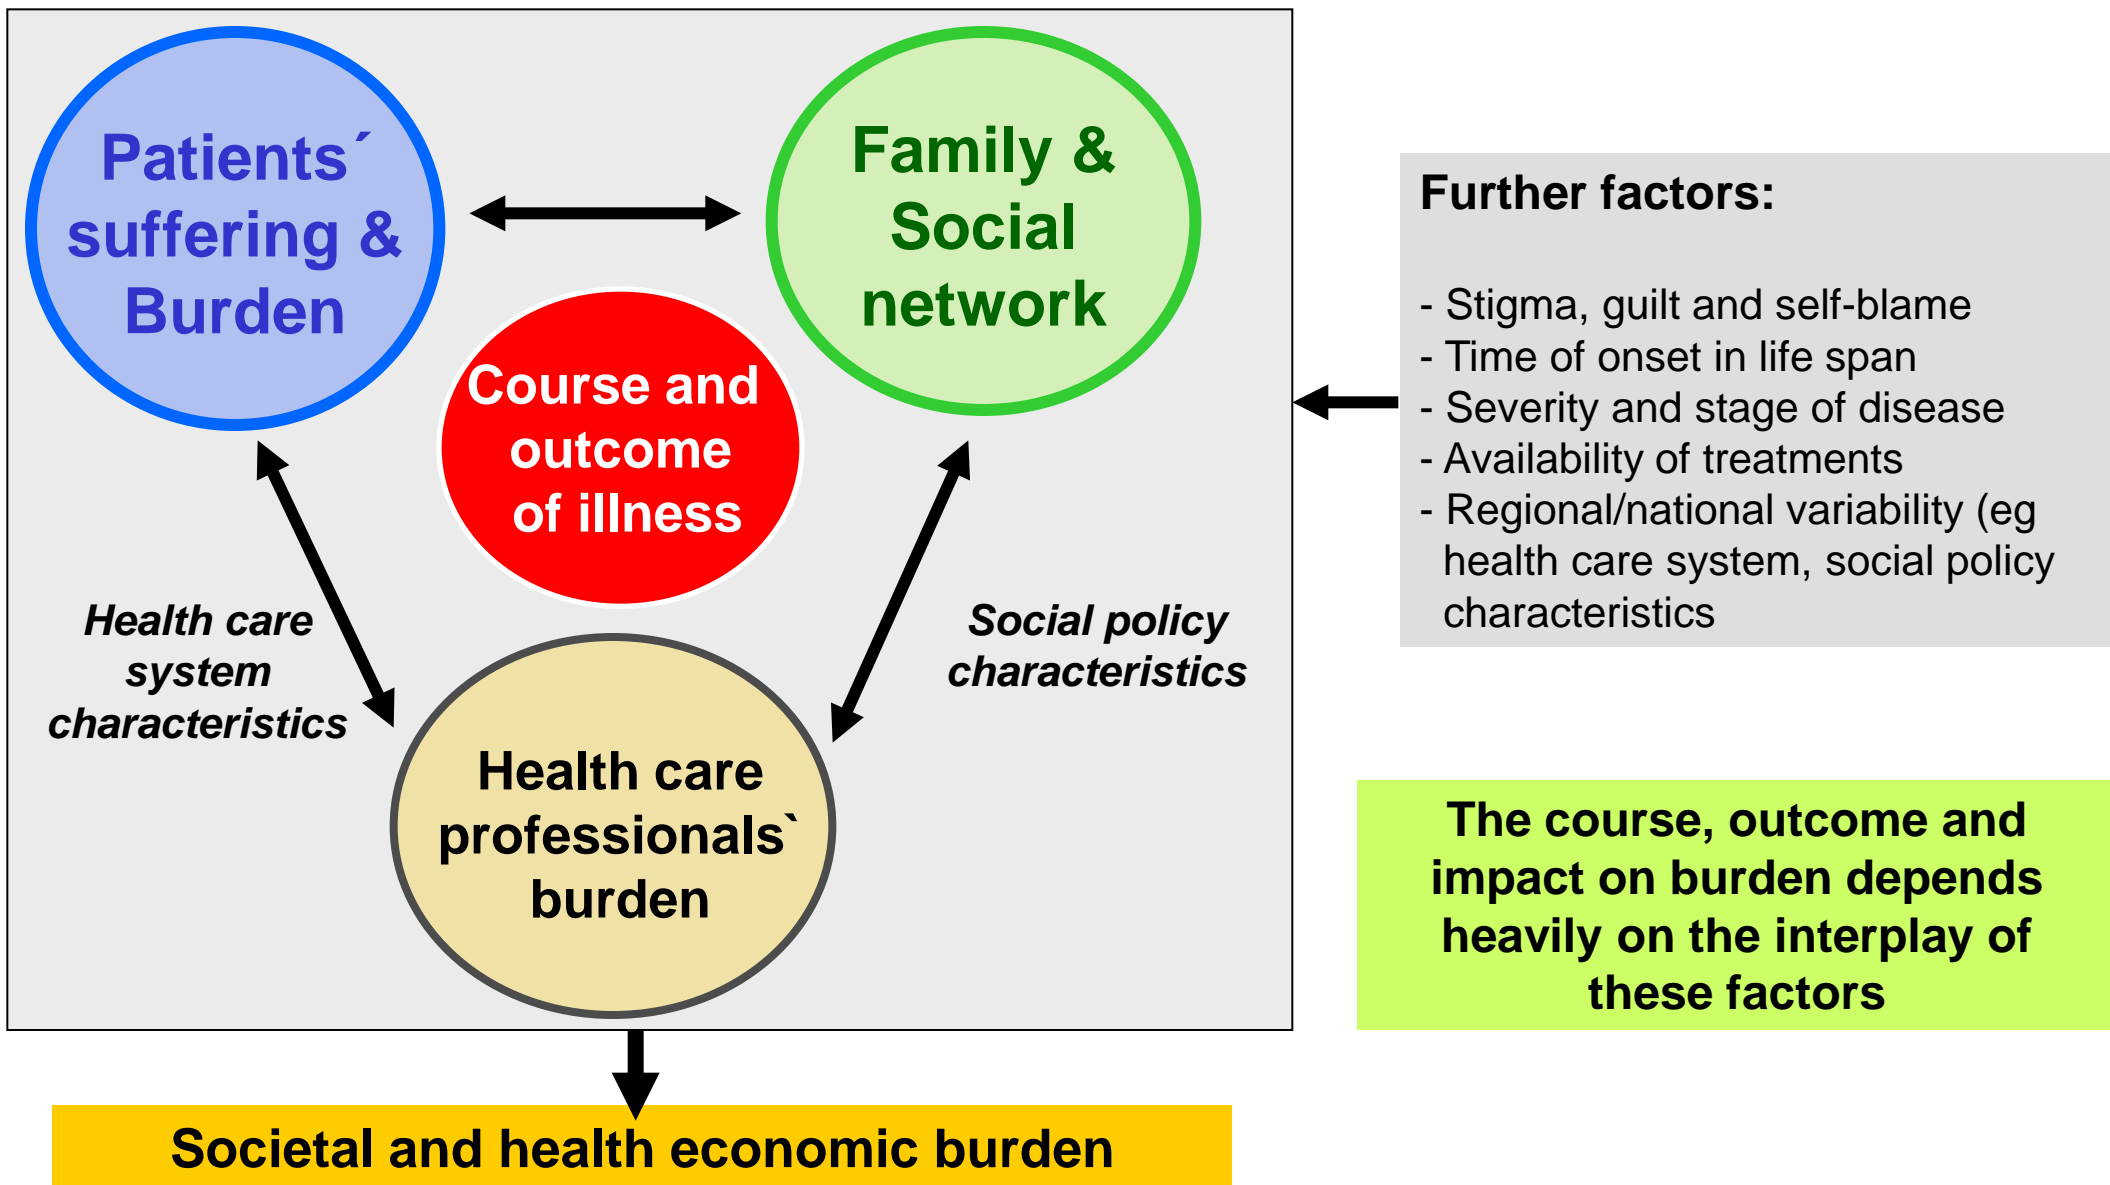 Patients´
suffering &
Burden
Family &
Social
network
Course and
outcome
of illness
Health care
system
characteristics
Social policy
characteristics
Health care
professionals`
burden
Societal and health economic burden
Further factors:
- Stigma, guilt and self-blame
- Time of onset in life span
- Severity and stage of disease
- Availability of treatments
- Regional/national variability (eg
health care system, social policy
characteristics
The course, outcome and
impact on burden depends
heavily on the interplay of
these factors